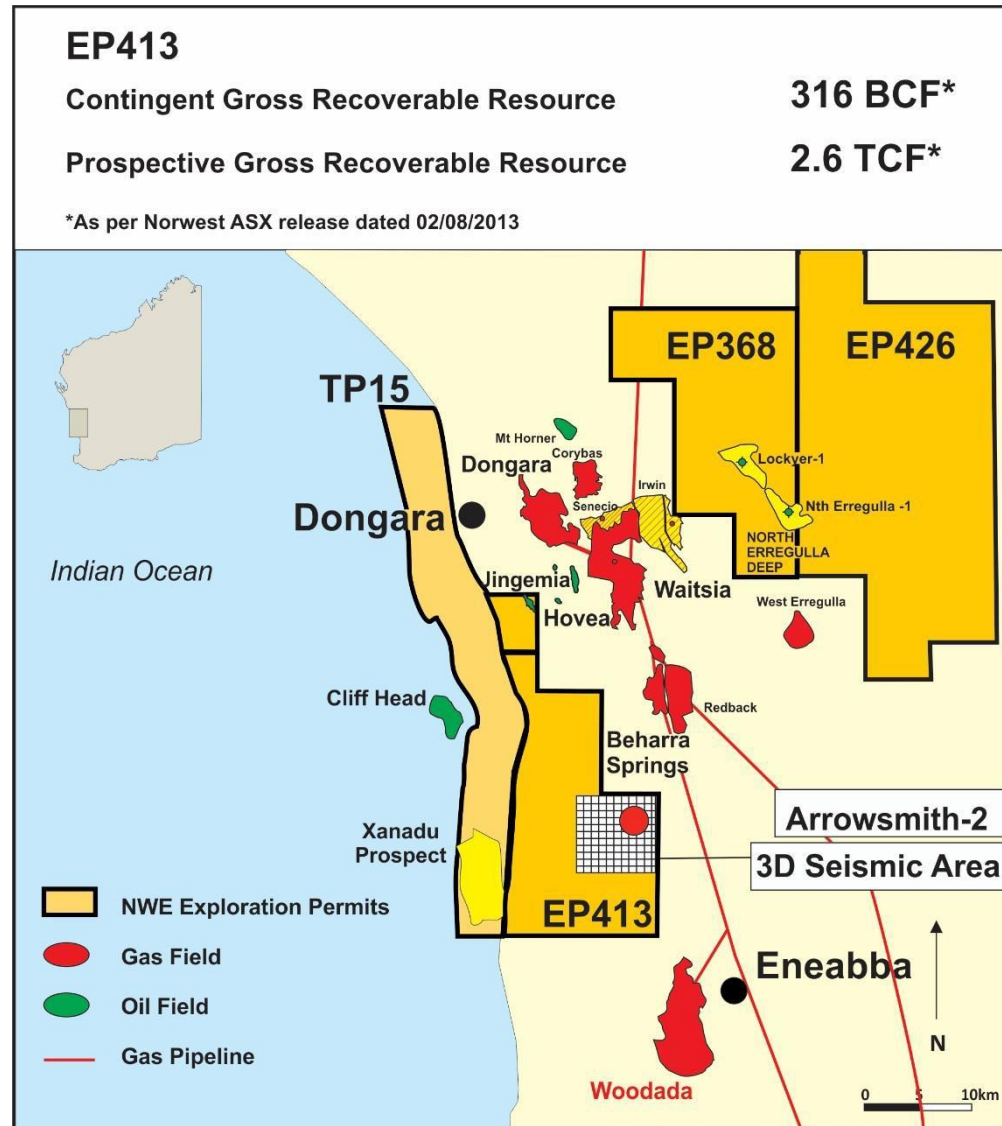 EP413
Contingent Gross Recoverable Resource 316 BCF*
Prospective Gross Recoverable Resource 2.6 TCF*
*As per Norwest ASX release dated 02/08/2013
EP368
EP426
TP15
Mt Horner
Corybas
Dongara
Lockyer-1
Irwin
Senecio
Nth Erregulla -1
Dongara
NORTH
ERREGULLA
DEEP
Indian Ocean
Jingemia
Waitsia
Hovea
West Erregulla
Cliff Head
Redback
Beharra
Springs
Arrowsmith-2
Xanadu
Prospect
3D Seismic Area
NWE Exploration Permits
EP413
Gas Field
Eneabba
Oil Field
N
Gas Pipeline
Woodada
0 5 10km